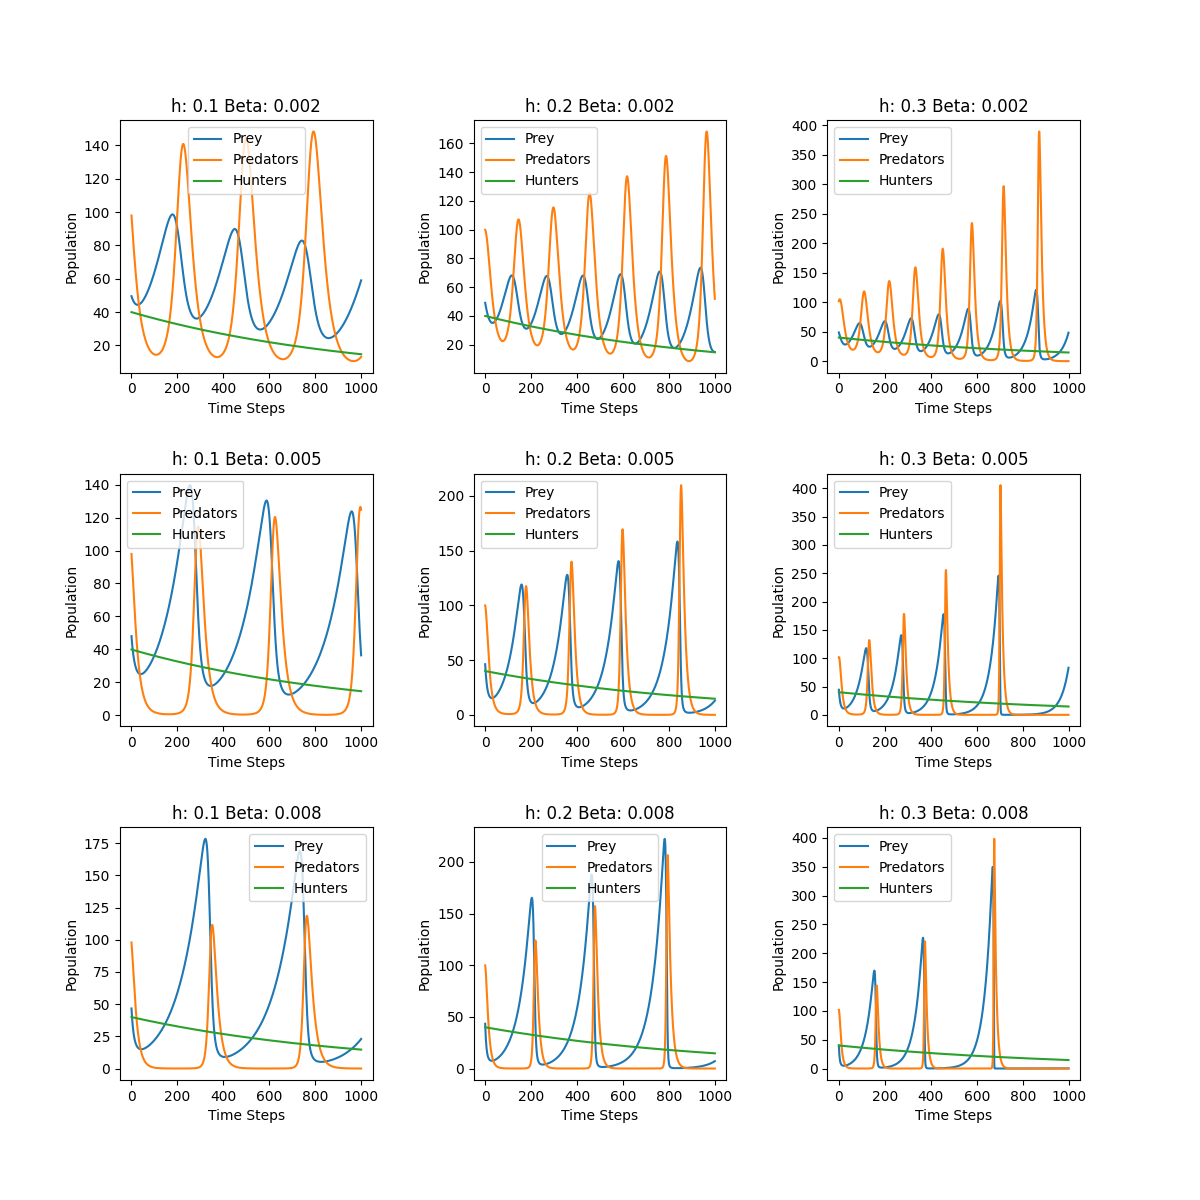 h: 0.1 Beta: 0.002
Population
140
120
100
80
60
40
20
Prey
Predators
Hunters
0 200 400 600 800 1000
Time Steps
h: 0.2 Beta: 0.002
Population
160
140
120
100
80
60
40
20
Prey
Predators
Hunters
0 200 400 600 800 1000
Time Steps
h: 0.3 Beta: 0.002
Population
400
350
300
250
200
150
100
50
0
Prey
Predators
Hunters
0 200 400 600 800 1000
Time Steps
h: 0.1 Beta: 0.005
Population
140
120
100
80
60
40
20
0
Prey
Predators
Hunters
0 200 400 600 800 1000
Time Steps
h: 0.2 Beta: 0.005
Population
200
150
100
50
0
Prey
Predators
Hunters
0 200 400 600 800 1000
Time Steps
h: 0.3 Beta: 0.005
Population
400
350
300
250
200
150
100
50
0
Prey
Predators
Hunters
0 200 400 600 800 1000
Time Steps
h: 0.1 Beta: 0.008
Population
175
150
125
100
75
50
25
0
Prey
Predators
Hunters
0 200 400 600 800 1000
Time Steps
h: 0.2 Beta: 0.008
Population
200
150
100
50
0
Prey
Predators
Hunters
0 200 400 600 800 1000
Time Steps
h: 0.3 Beta: 0.008
Population
400
350
300
250
200
150
100
50
0
Prey
Predators
Hunters
0 200 400 600 800 1000
Time Steps